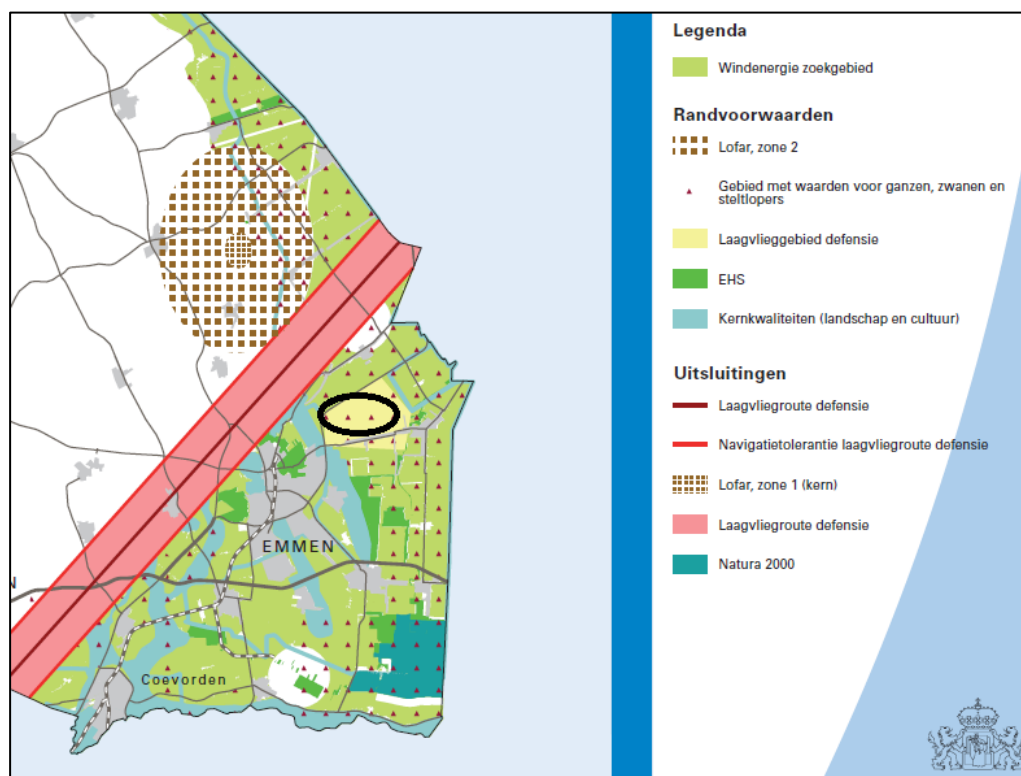 Legenda
Windenergie zoekgebied
Randvoorwaarden
Lofar, zone 2
Gebied met waarden voor ganzen, zwanen en
steltlopers
Laagvlieggebied defensie
EHS
Kernkwaliteiten (landschap en cultuur)
Uitsluitingen
Laagvliegroute defensie
Navigatietolerantie laagvliegroute defensie
Lofar, zone 1 (kern)
Laagvliegroute defensie
Natura 2000
EMMEN
N
Coevorden